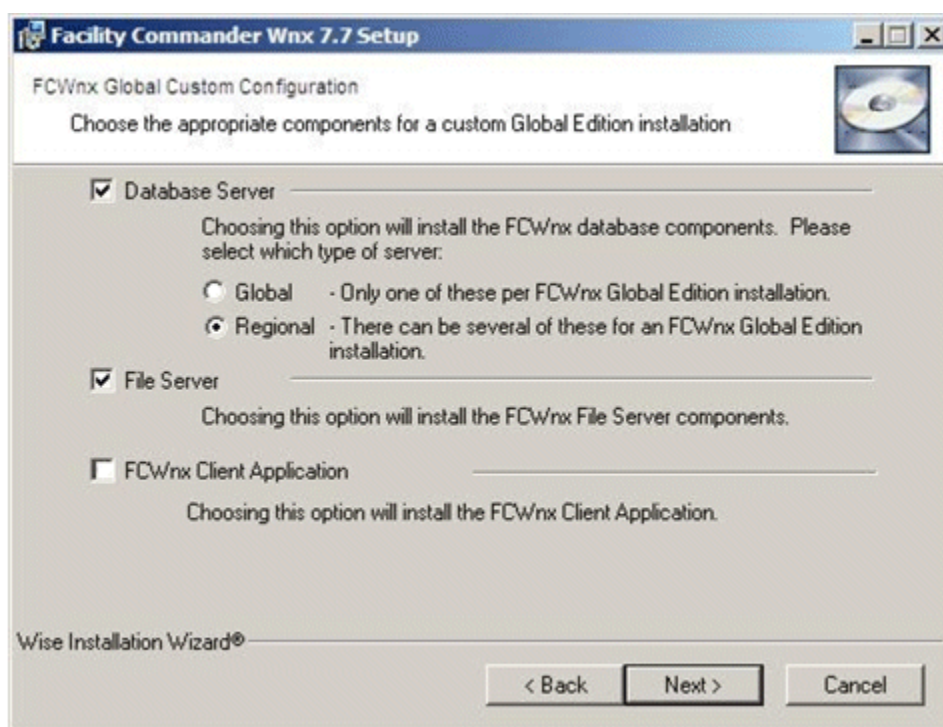 Facility Commander Wnx 7.7 Setup
FCWnx Global Custom Configuration
Choose the appropriate components for a custom Global Edition installation
Database Server
Choosing this option will install the FCWnx database components. Please
select which type of server:
Global - Only one of these per FCWnx Global Edition installation.
Regional - There can be several of these for an FCWnx Global Edition
installation.
File Server
Choosing this option will install the FCWnx File Server components.
FCWnx Client Application
Choosing this option will install the FCWnx Client Application.
Wise Installation Wizard®
< Back
Next >
Cancel